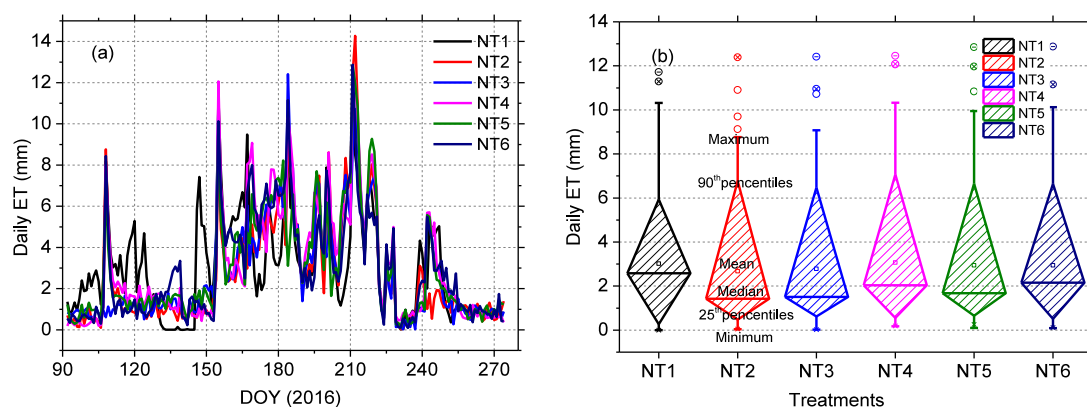 (a)
Daily ET (mm)
14
12
10
8
6
4
2
0
NT1
NT2
NT3
NT4
NT5
NT6
90 120 150 180 210 240 270
DOY (2016)
(b)
Daily ET (mm)
14
12
10
8
6
4
2
0
NT1
NT2
NT3
NT4
NT5
NT6
Maximum
90th pencentiles
Mean
Median
25th pencentiles
Minimum
NT1 NT2 NT3 NT4 NT5 NT6
Treatments